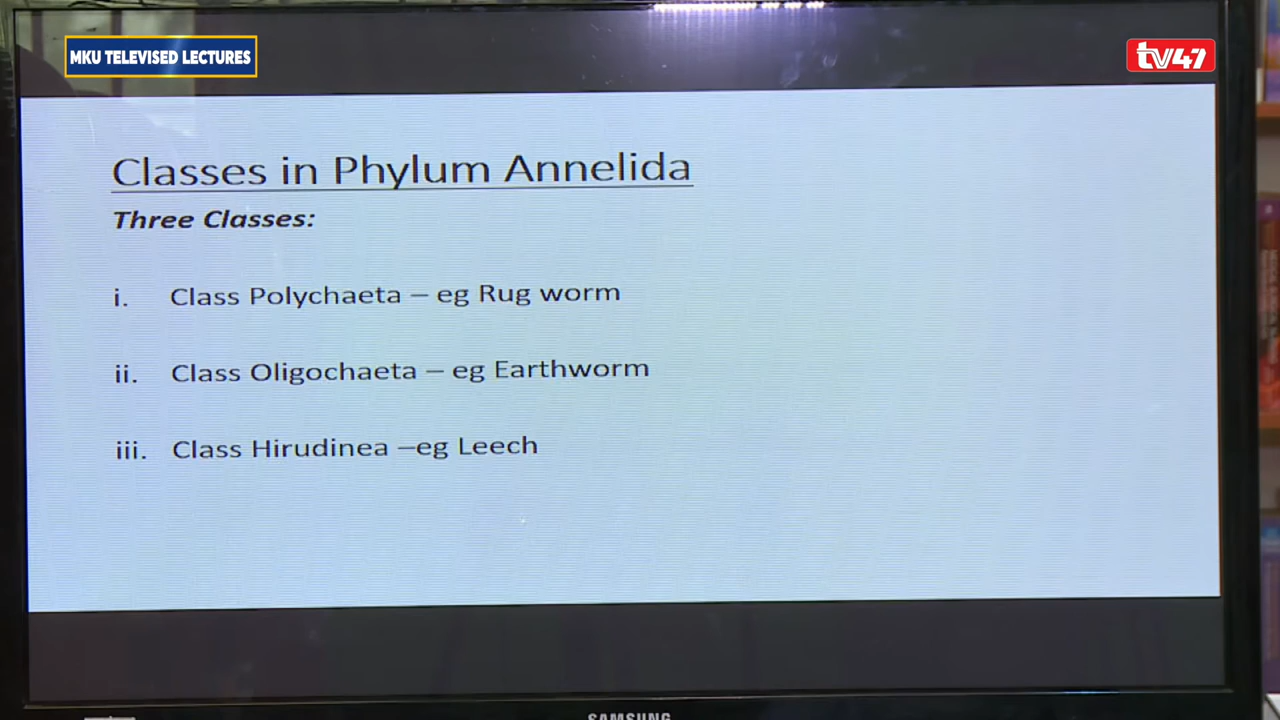 MKU TELEVISED LECTURES
tv47
Classes in Phylum Annelida
Three Classes:
i. Class Polychaeta – eg Rug worm
ii. Class Oligochaeta – eg Earthworm
iii. Class Hirudinea –eg Leech
SAMSUNG